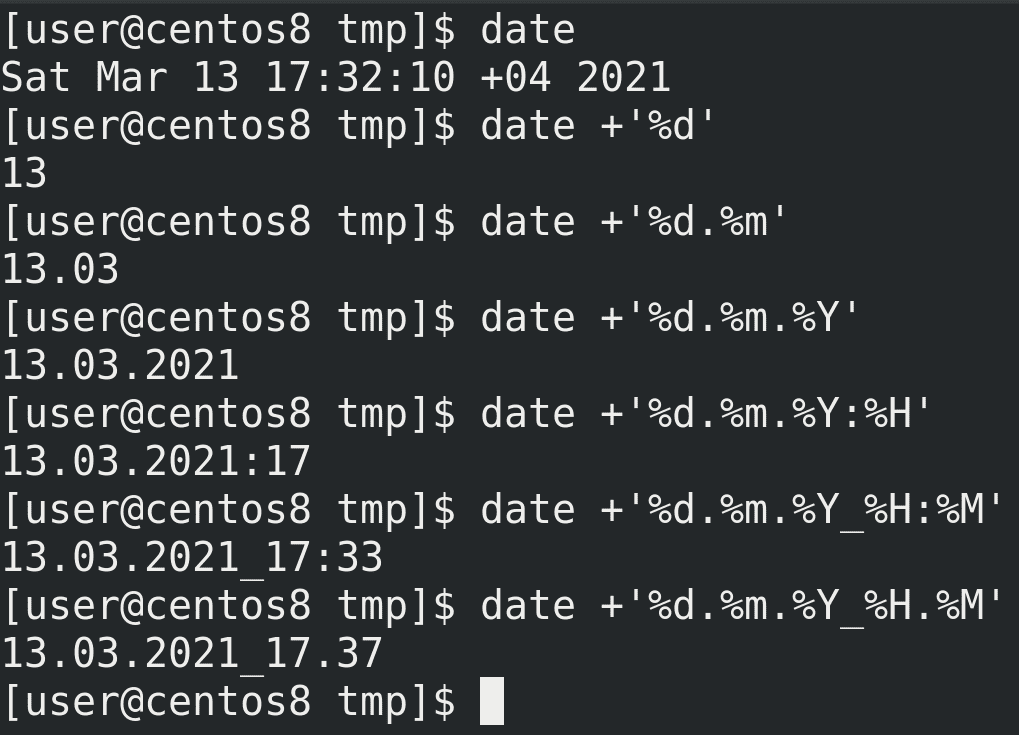 [user@centos8 tmp]$ date
Sat Mar 13 17:32:10 +04 2021
[user@centos8 tmp]$ date +'%d'
13
[user@centos8 tmp]$ date +'%d.%m'
13.03
[user@centos8 tmp]$ date +'%d.%m.%Y'
13.03.2021
[user@centos8 tmp]$ date +'%d.%m.%Y:%H'
13.03.2021:17
[user@centos8 tmp]$ date +'%d.%m.%Y_%H:%M'
13.03.2021_17:33
[user@centos8 tmp]$ date +'%d.%m.%Y_%H.%M'
13.03.2021_17.37
[user@centos8 tmp]$